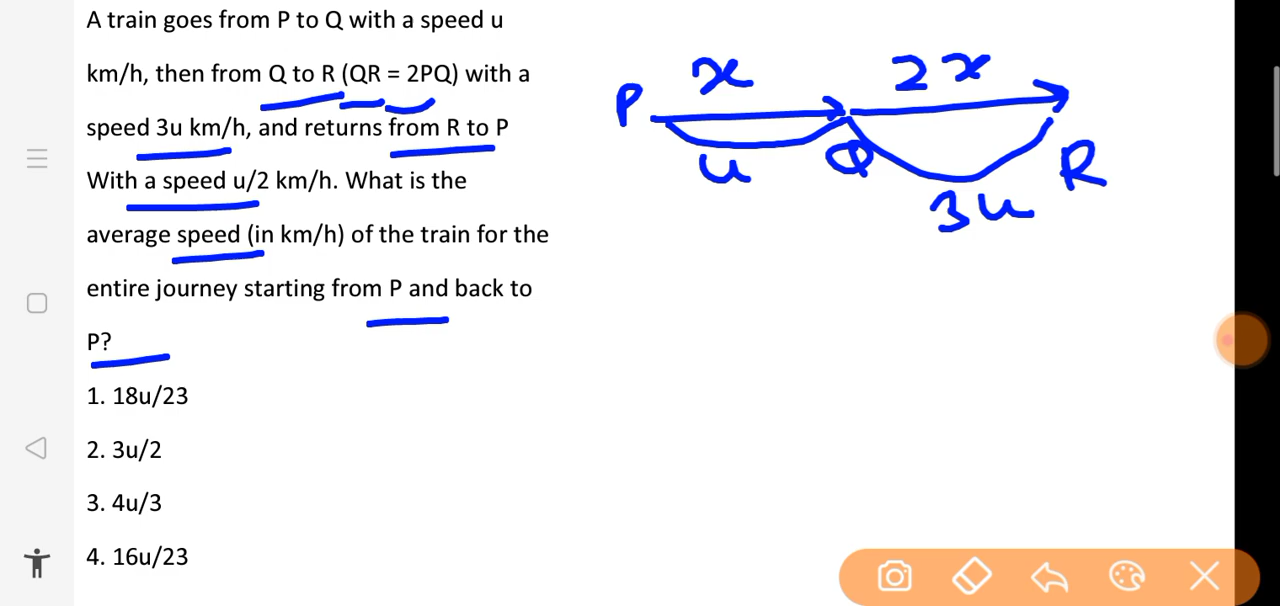 A train goes from P to Q with a speed u
km/h, then from Q to R (QR = 2PQ) with a
speed 3u km/h, and returns from R to P
With a speed u/2 km/h. What is the
average speed (in km/h) of the train for the
entire journey starting from P and back to
P?
1. 18u/23
2. 3u/2
3. 4u/3
4. 16u/23
x 2x
P Q R
u 3u